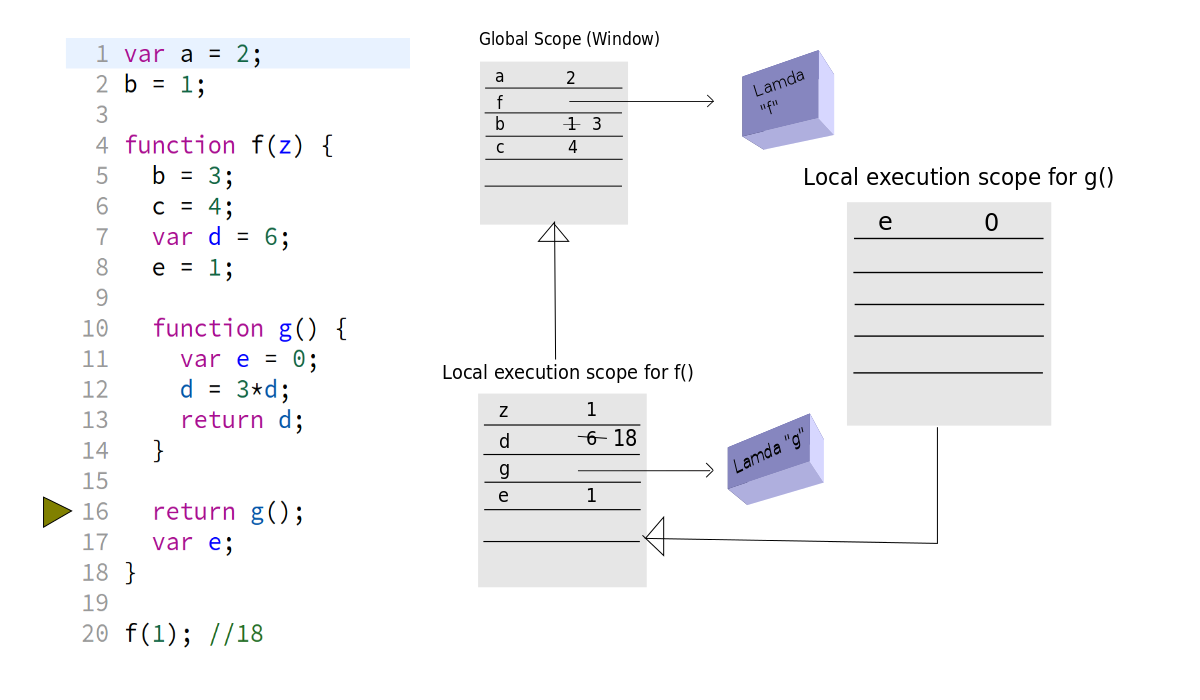 1 var a = 2;
2 b = 1;
3
4 function f(z) {
5   b = 3;
6   c = 4;
7   var d = 6;
8   e = 1;
9
10   function g() {
11     var e = 0;
12     d = 3*d;
13     return d;
14   }
15
16   return g();
17   var e;
18 }
19
20 f(1); //18
Global Scope (Window)
a 2
f
b 1 3
c 4
Lamda
"f"
Local execution scope for g()
e 0
Local execution scope for f()
z 1
d 6 18
g
e 1
Lamda "g"